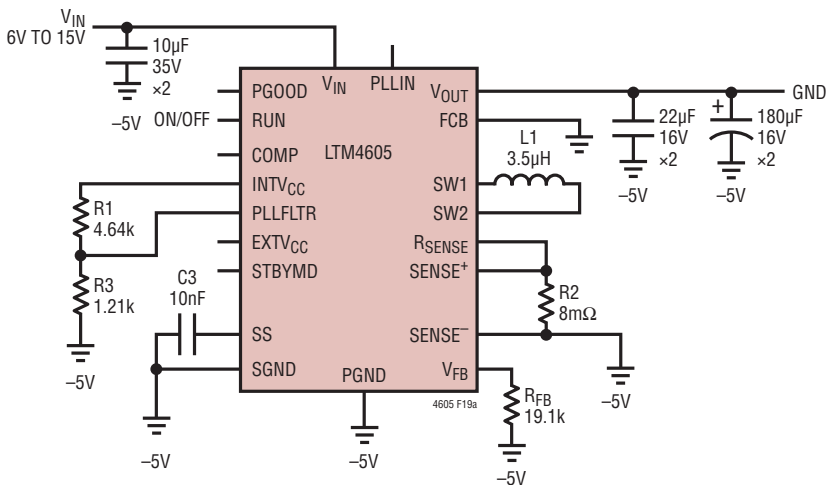 VIN
6V TO 15V
10µF
35V
×2
–5V
ON/OFF
PGOOD
RUN
COMP
INTVCC
PLLFLTR
EXTVCC
STBYMD
SS
SGND
VIN
PLLIN
LTM4605
PGND
VOUT
FCB
SW1
SW2
RSENSE
SENSE+
SENSE–
VFB
GND
22µF
16V
×2
–5V
+
180µF
16V
×2
–5V
L1
3.5µH
R1
4.64k
R3
1.21k
–5V
C3
10nF
–5V
–5V
R2
8mΩ
–5V
RFB
19.1k
–5V
4605 F19a